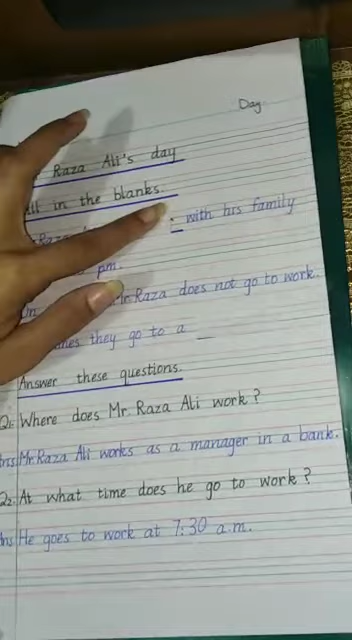 Day:
Raza Ali's day
in the blanks.
with his family
pm.
Mr. Raza does not go to work.
they go to a __
Answer these questions.
Q1: Where does Mr. Raza Ali work?
Ans: Mr. Raza Ali works as a manager in a bank.
Q2: At what time does he go to work?
Ans: He goes to work at 7:30 a.m.